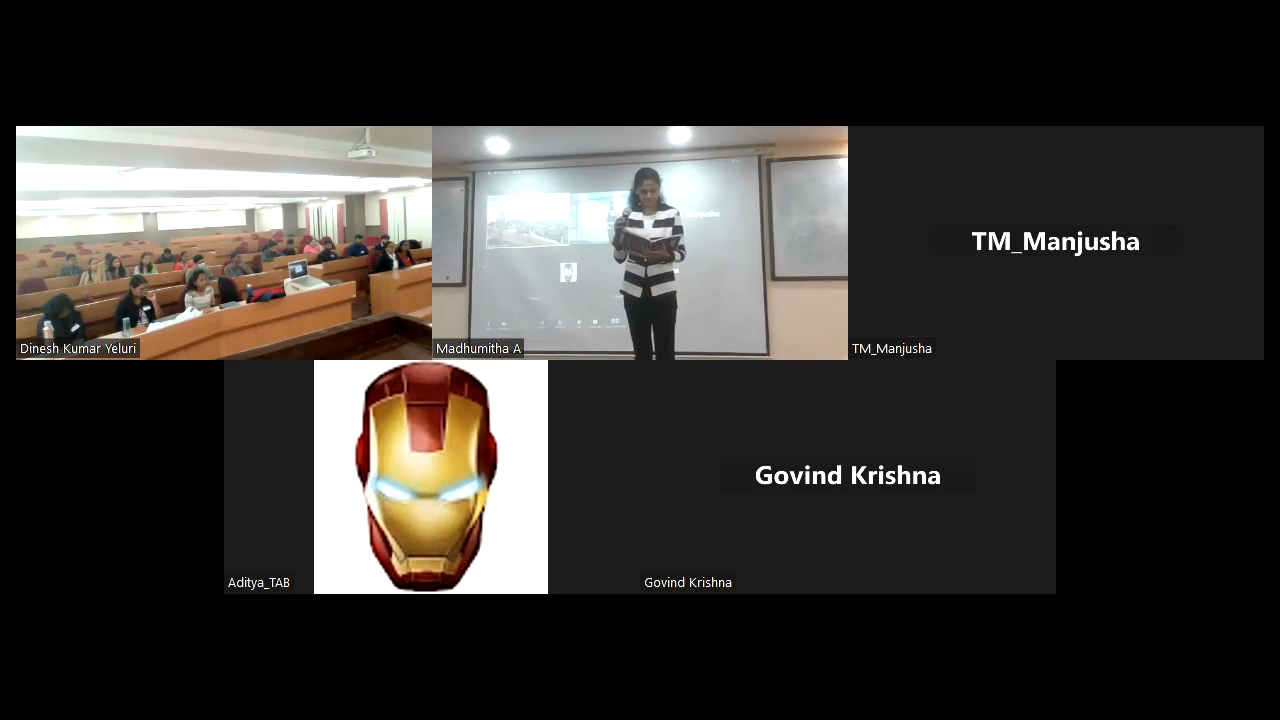 Dinesh Kumar Yeluri
Madhumitha A
TM_Manjusha
TM_Manjusha
Aditya_TAB
Govind Krishna
Govind Krishna